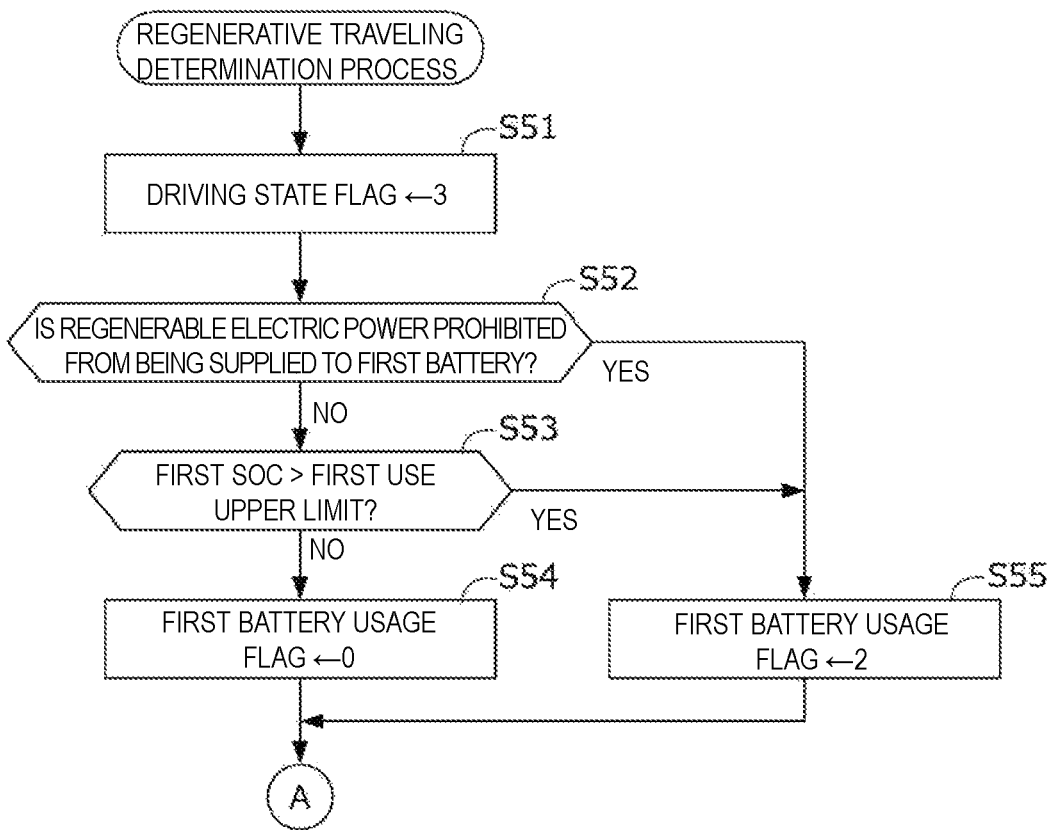 REGENERATIVE TRAVELING
DETERMINATION PROCESS
S51
DRIVING STATE FLAG ←3
S52
IS REGENERABLE ELECTRIC POWER PROHIBITED
FROM BEING SUPPLIED TO FIRST BATTERY?
YES
NO
S53
FIRST SOC > FIRST USE
UPPER LIMIT?
YES
NO
S54
FIRST BATTERY USAGE
FLAG ←0
S55
FIRST BATTERY USAGE
FLAG ←2
A